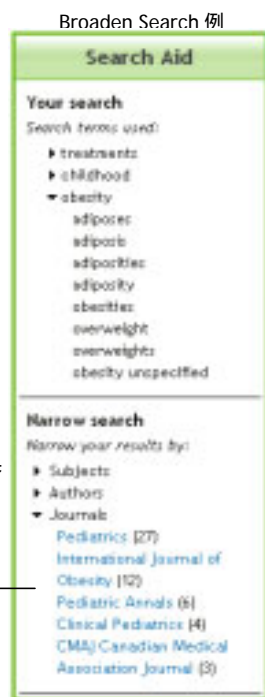 Broaden Search 例
Search Aid
Your search
Search terms used:
treatments
childhood
obesity
adiposes
adiposis
adiposities
adiposity
obesities
overweight
overweights
obesity unspecified
Narrow search
Narrow your results by:
Subjects
Authors
Journals
Pediatrics (27)
International Journal of
Obesity (12)
Pediatric Annals (6)
Clinical Pediatrics (4)
CMAJ Canadian Medical
Association Journal (3)